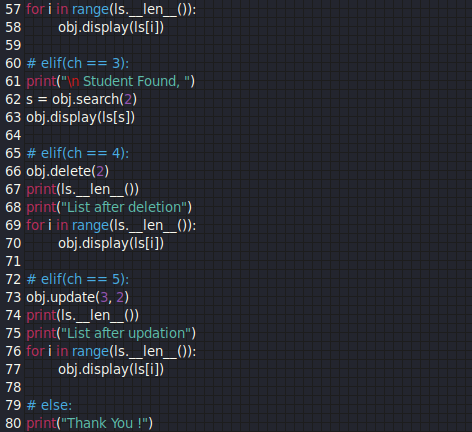 57 for i in range(ls.__len__()):
58         obj.display(ls[i])
59
60 # elif(ch == 3):
61 print("\n Student Found, ")
62 s = obj.search(2)
63 obj.display(ls[s])
64
65 # elif(ch == 4):
66 obj.delete(2)
67 print(ls.__len__())
68 print("List after deletion")
69 for i in range(ls.__len__()):
70         obj.display(ls[i])
71
72 # elif(ch == 5):
73 obj.update(3, 2)
74 print(ls.__len__())
75 print("List after updation")
76 for i in range(ls.__len__()):
77         obj.display(ls[i])
78
79 # else:
80 print("Thank You !")